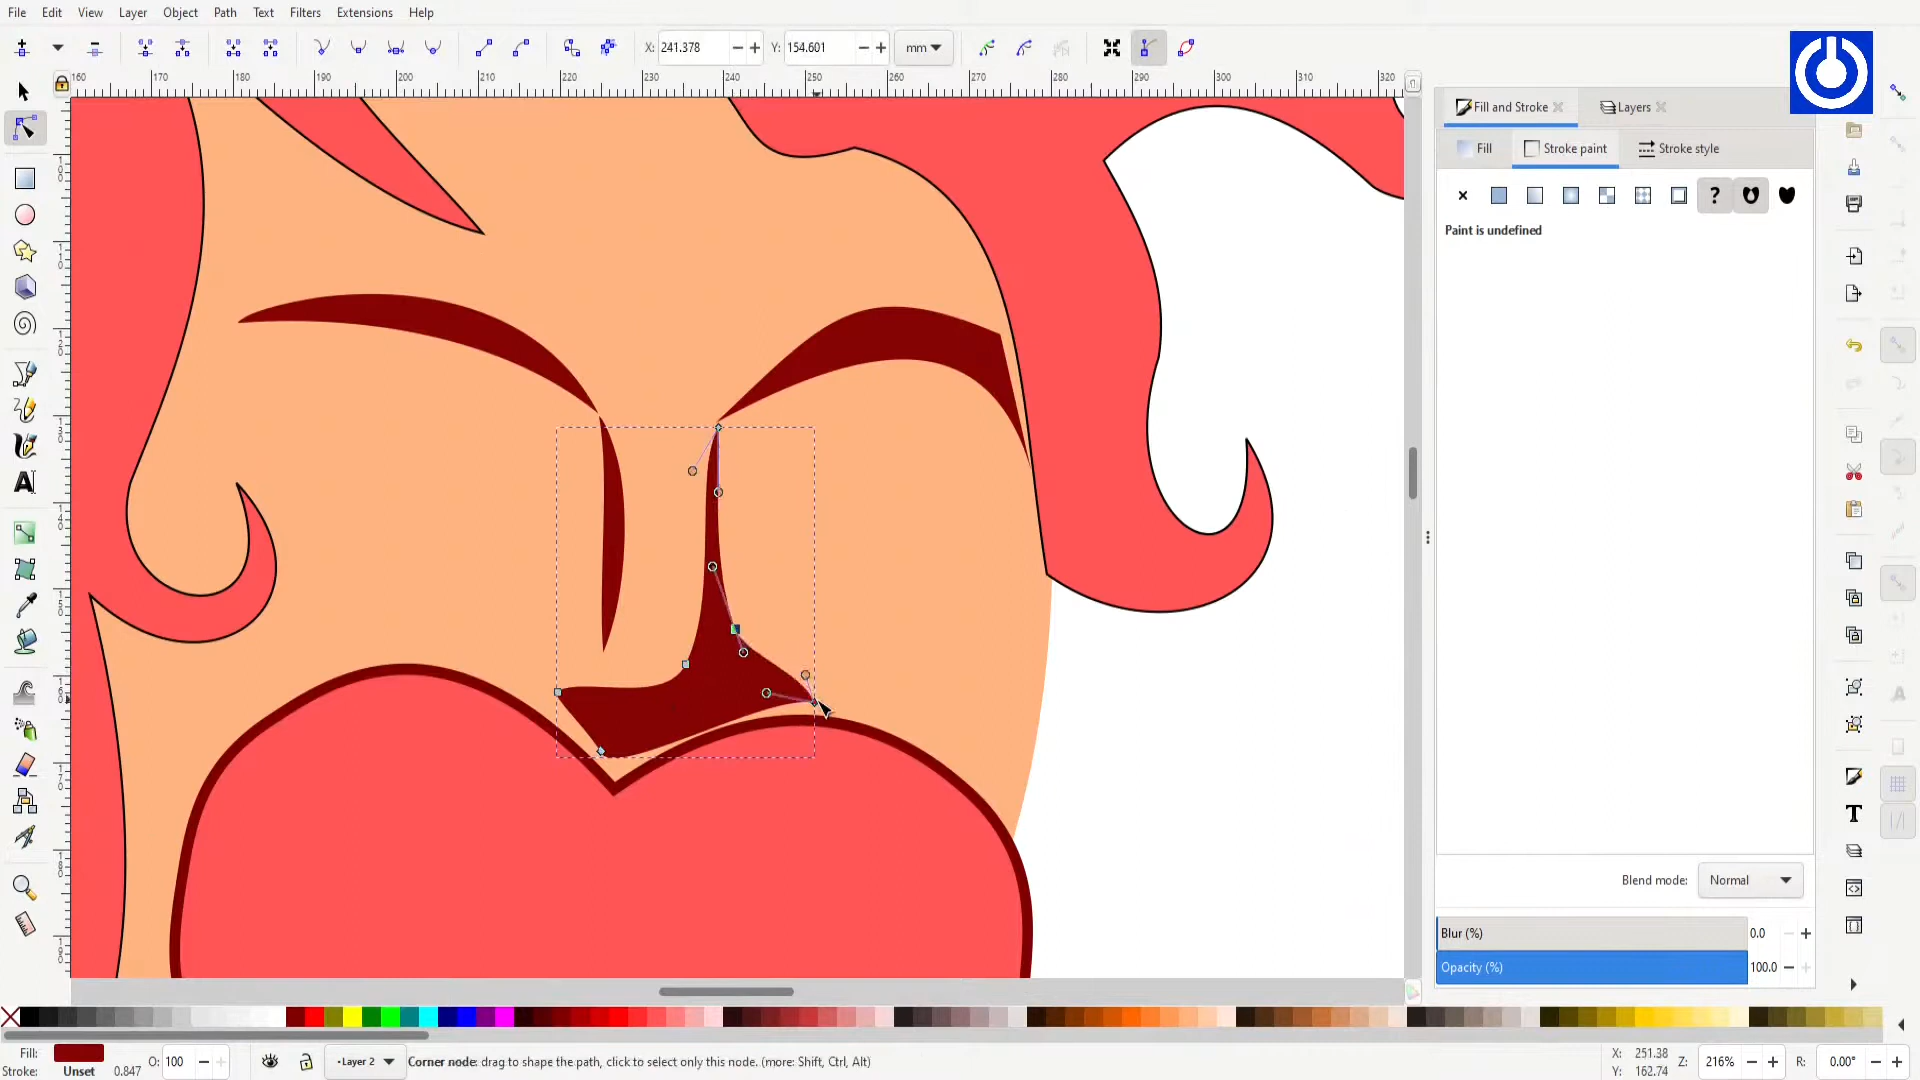 File Edit View Layer Object Path Text Filters Extensions Help
X: 241.378 Y: 154.601 mm
160 170 180 190 200 210 220 230 240 250 260 270 280 290 300 310 320
Fill and Stroke Layers
Fill Stroke paint Stroke style
?
Paint is undefined
Blend mode: Normal
Blur (%) 0.0
Opacity (%) 100.0
Fill: O: 100 Layer 2 Corner node: drag to shape the path, click to select only this node. (more: Shift, Ctrl, Alt) X: 251.38 Z: 216% R: 0.00°
Stroke: Unset 0.847 Y: 162.74